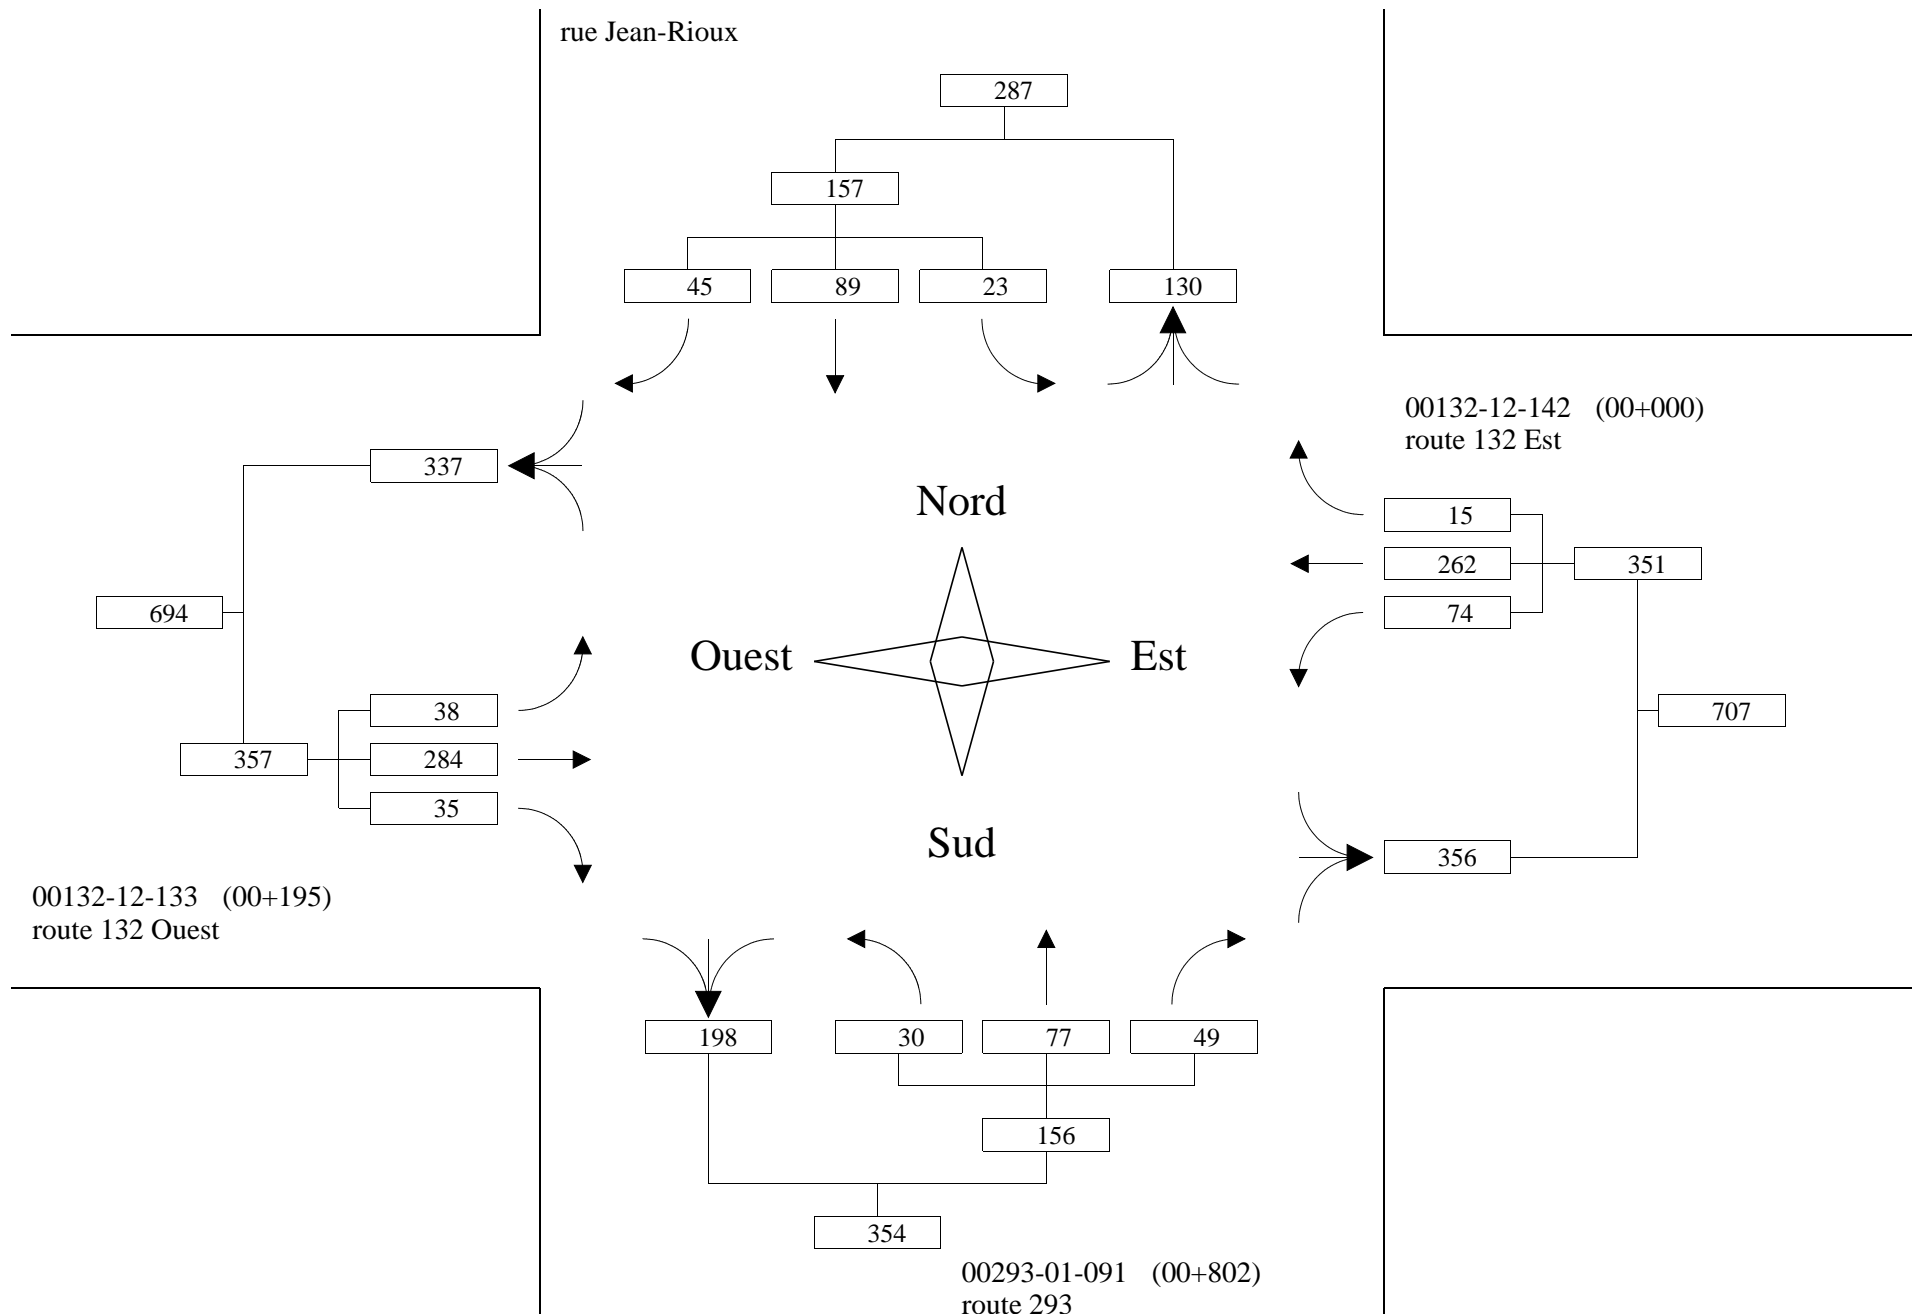 rue Jean-Rioux
287
157
45 89 23 130
00132-12-142 (00+000)
route 132 Est
337
Nord
15
262 351
694
74
Ouest Est
38
707
357 284
35
Sud
356
00132-12-133 (00+195)
route 132 Ouest
198 30 77 49
156
354
00293-01-091 (00+802)
route 293